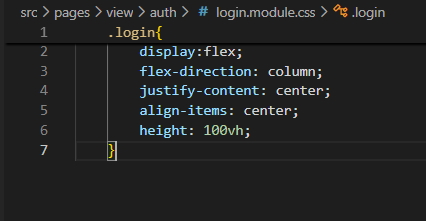 src > pages > view > auth > # login.module.css > .login
1 .login{
2 display:flex;
3 flex-direction: column;
4 justify-content: center;
5 align-items: center;
6 height: 100vh;
7 }